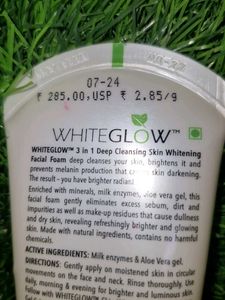 07-24
₹ 285.00,USP ₹ 2.85/g
WHITEGLOW™
WHITEGLOW™ 3 in 1 Deep Cleansing Skin Whitening
Facial Foam deep cleanses your skin, brightens it and
prevents melanin production that causes skin darkening.
The result - you have brighter radiant
Enriched with minerals, milk enzymes, aloe vera gel, this
facial foam gently eliminates excess sebum, dirt and
impurities as well as make-up residues that cause dullness
and dry skin, revealing refreshingly brighter and glowing
skin. Made with natural ingredients, contains no harmful
chemicals.
ACTIVE INGREDIENTS: Milk enzymes & Aloe Vera gel.
DIRECTIONS: Gently apply on moistened skin in circular
movements on the face and neck. Rinse thoroughly. Use
daily, morning & evening for brighter and luminous skin.
Follow with WHITEGLOW™